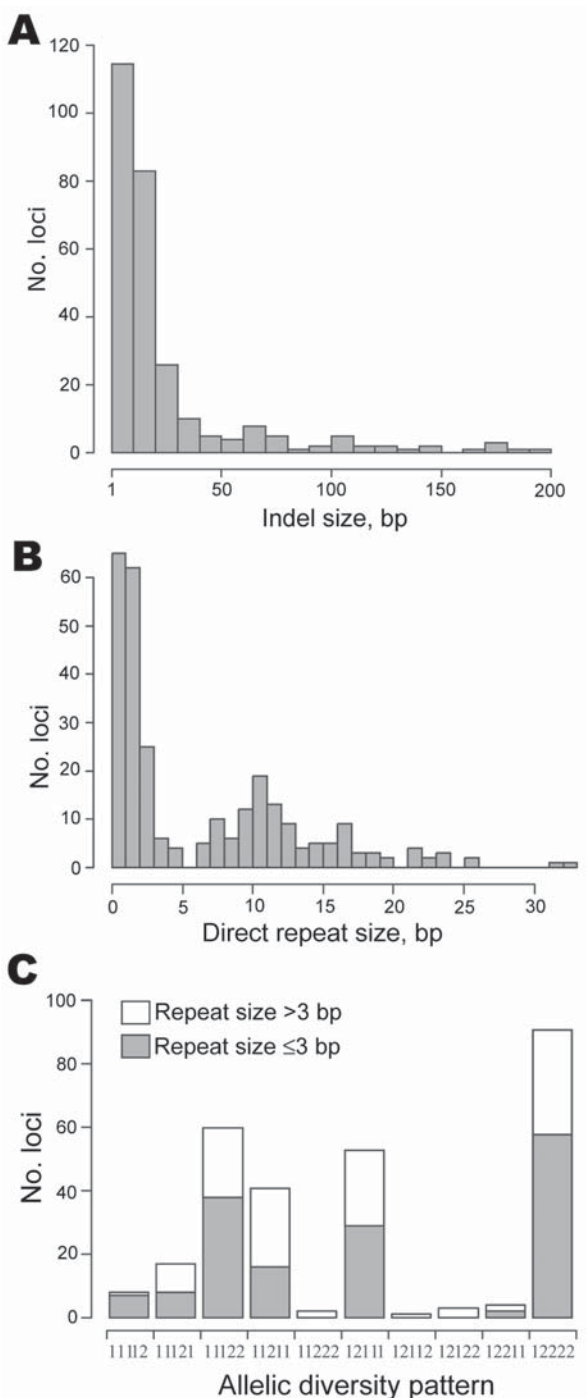 A
120
100
80
60
40
20
0
No. loci
1 50 100 150 200
Indel size, bp
B
60
50
40
30
20
10
0
No. loci
0 5 10 15 20 25 30
Direct repeat size, bp
C
100
80
60
40
20
0
No. loci
Repeat size >3 bp
Repeat size ≤3 bp
11112 11121 11122 11211 11222 12111 12112 12122 12211 12222
Allelic diversity pattern